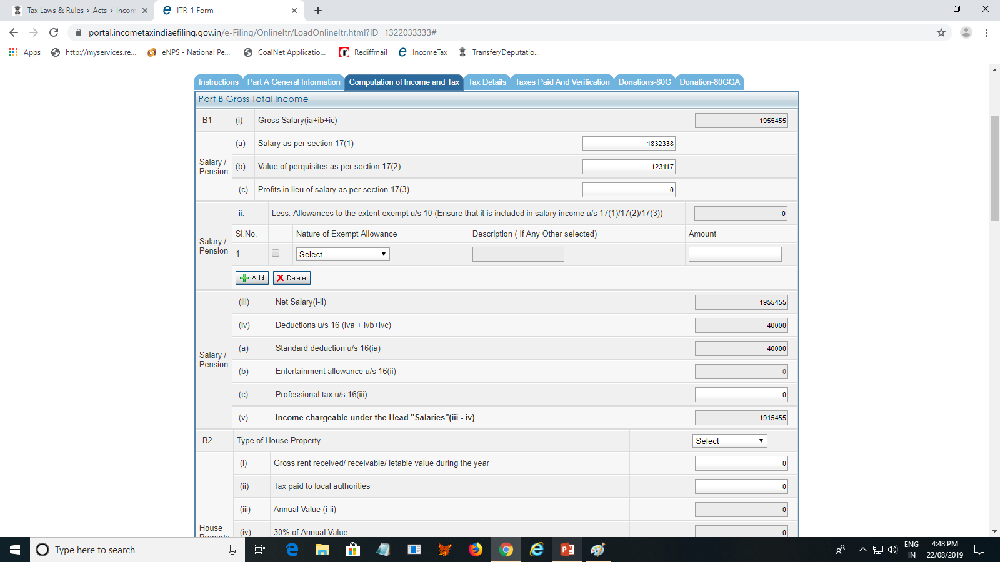 Tax Laws & Rules > Acts > Incom
ITR-1 Form
portal.incometaxindiaefiling.gov.in/e-Filing/OnlineItr/LoadOnlineItr.html?ID=1322033333#
Apps http://myservices.re... eNPS - National Pe... CoalNet Applicatio... Rediffmail IncomeTax Transfer/Deputatio...
Instructions Part A General Information Computation of Income and Tax Tax Details Taxes Paid And Verification Donations-80G Donation-80GGA
Part B Gross Total Income
B1 (i) Gross Salary(ia+ib+ic) 1955455
Salary / Pension
(a) Salary as per section 17(1) 1832338
(b) Value of perquisites as per section 17(2) 123117
(c) Profits in lieu of salary as per section 17(3) 0
Salary / Pension
ii. Less: Allowances to the extent exempt u/s 10 (Ensure that it is included in salary income u/s 17(1)/17(2)/17(3)) 0
Sl.No. Nature of Exempt Allowance Description ( If Any Other selected) Amount
1 Select
Add Delete
Salary / Pension
(iii) Net Salary(i-ii) 1955455
(iv) Deductions u/s 16 (iva + ivb+ivc) 40000
(a) Standard deduction u/s 16(ia) 40000
(b) Entertainment allowance u/s 16(ii) 0
(c) Professional tax u/s 16(iii) 0
(v) Income chargeable under the Head "Salaries"(iii - iv) 1915455
B2. Type of House Property Select
(i) Gross rent received/ receivable/ letable value during the year 0
(ii) Tax paid to local authorities 0
(iii) Annual Value (i-ii) 0
House Property
(iv) 30% of Annual Value 0
Type here to search
ENG IN
4:48 PM
22/08/2019